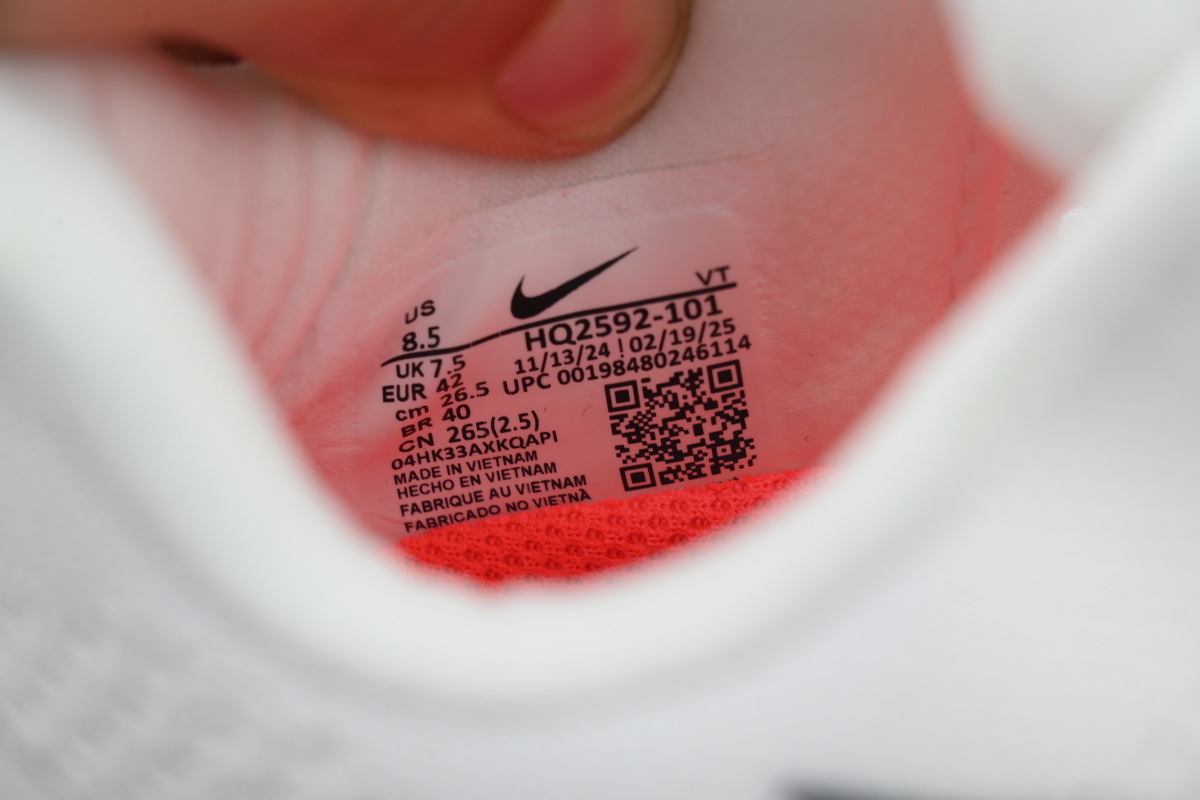 US
8.5
VT
UK 7.5
HQ2592-101
EUR 42
11/13/24 | 02/19/25
cm 26.5
UPC 00198480246114
BR 40
CN 265(2.5)
04HK33AXKQAPI
MADE IN VIETNAM
HECHO EN VIETNAM
FABRIQUE AU VIETNAM
FABRICADO NO VIETNÃ